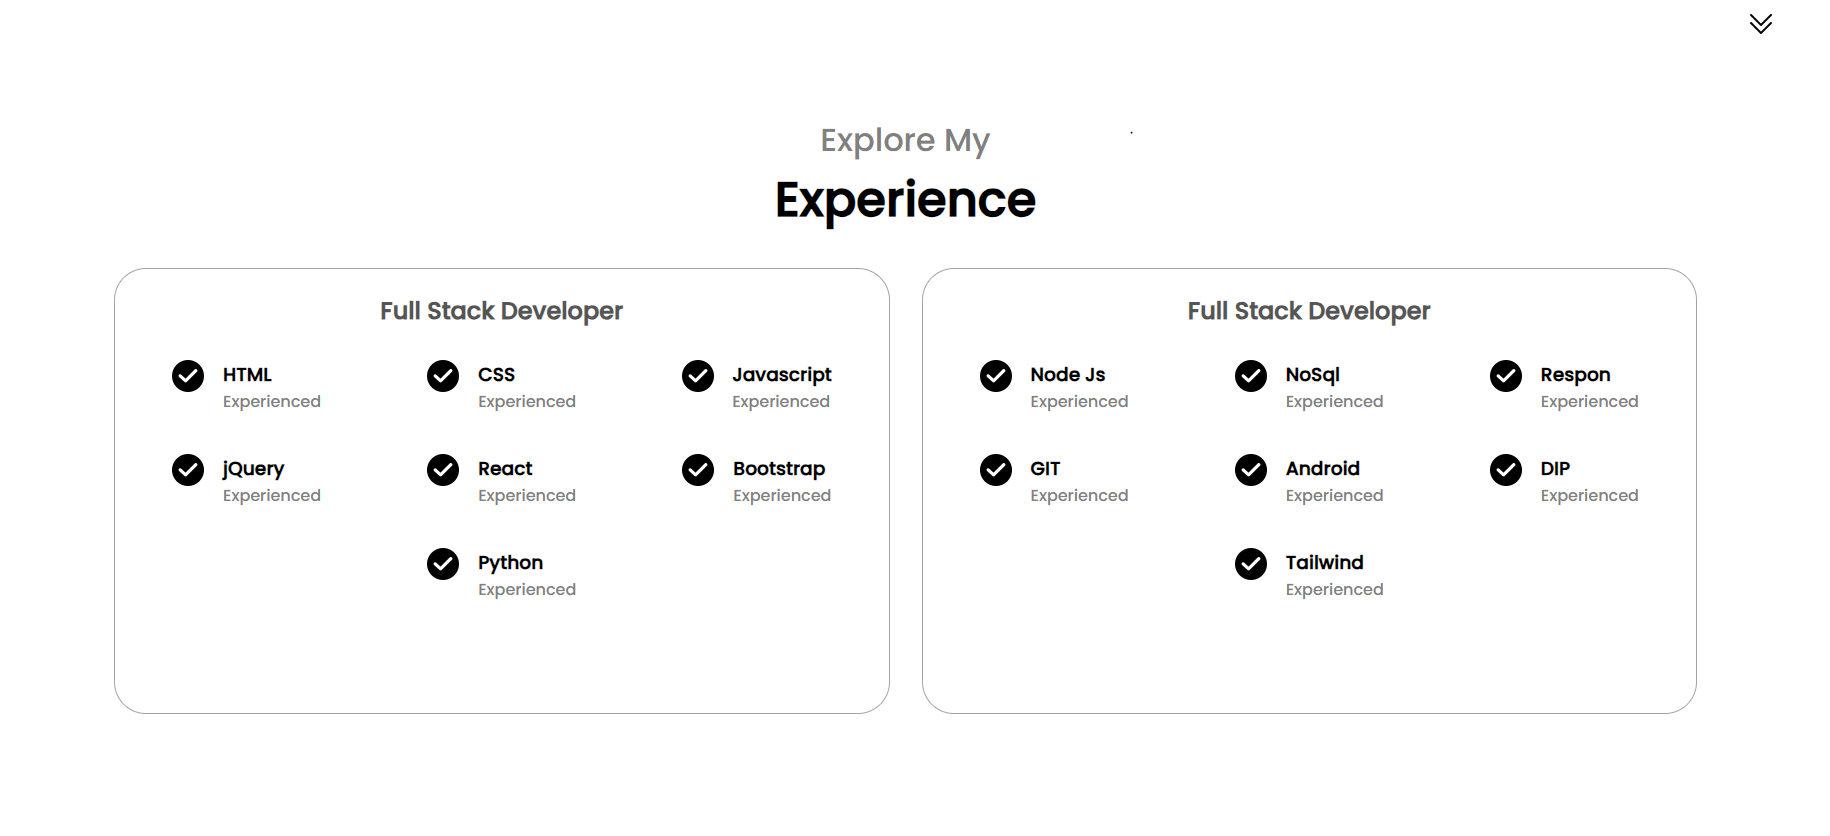 Explore My
Experience
Full Stack Developer
HTML
Experienced
CSS
Experienced
Javascript
Experienced
jQuery
Experienced
React
Experienced
Bootstrap
Experienced
Python
Experienced
Full Stack Developer
Node Js
Experienced
NoSql
Experienced
Respon
Experienced
GIT
Experienced
Android
Experienced
DIP
Experienced
Tailwind
Experienced